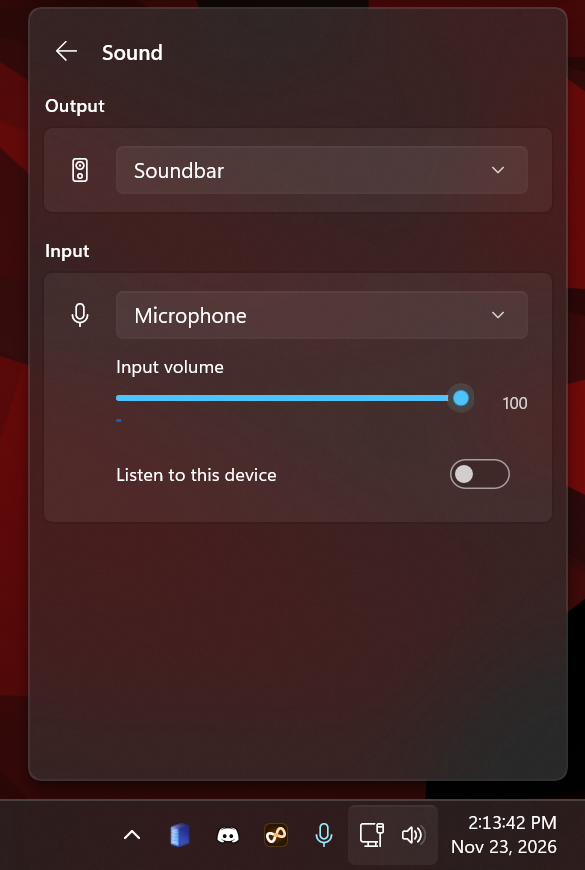 Sound
Output
Soundbar
Input
Microphone
Input volume
100
Listen to this device
2:13:42 PM
Nov 23, 2026